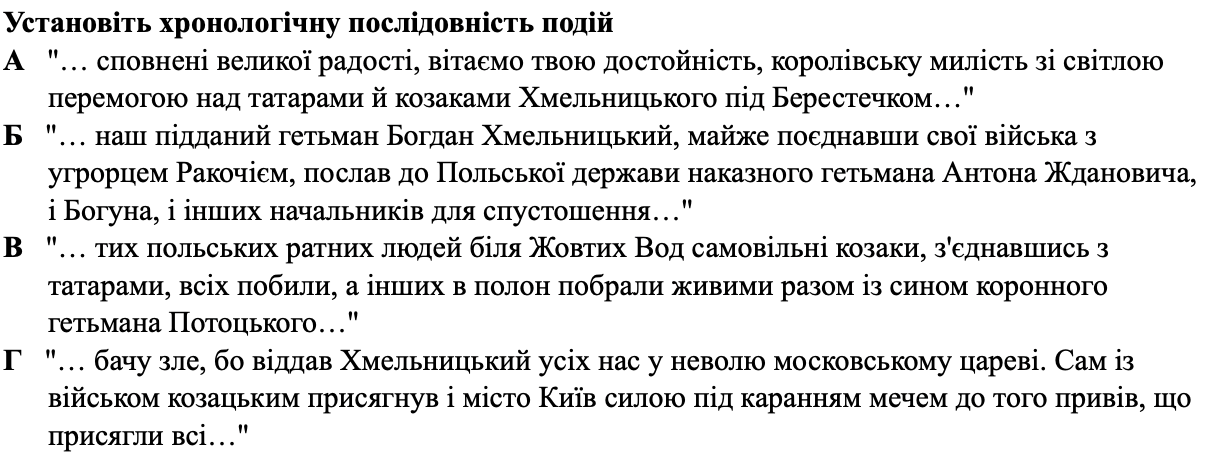 Установіть хронологічну послідовність подій
А "… сповнені великої радості, вітаємо твою достойність, королівську милість зі світлою
перемогою над татарами й козаками Хмельницького під Берестечком…"
Б "… наш підданий гетьман Богдан Хмельницький, майже поєднавши свої війська з
угрорцем Ракочієм, послав до Польської держави наказного гетьмана Антона Ждановича,
і Богуна, і інших начальників для спустошення…"
В "… тих польських ратних людей біля Жовтих Вод самовільні козаки, з'єднавшись з
татарами, всіх побили, а інших в полон побрали живими разом із сином коронного
гетьмана Потоцького…"
Г "… бачу зле, бо віддав Хмельницький усіх нас у неволю московському цареві. Сам із
військом козацьким присягнув і місто Київ силою під каранням мечем до того привів, що
присягли всі…"